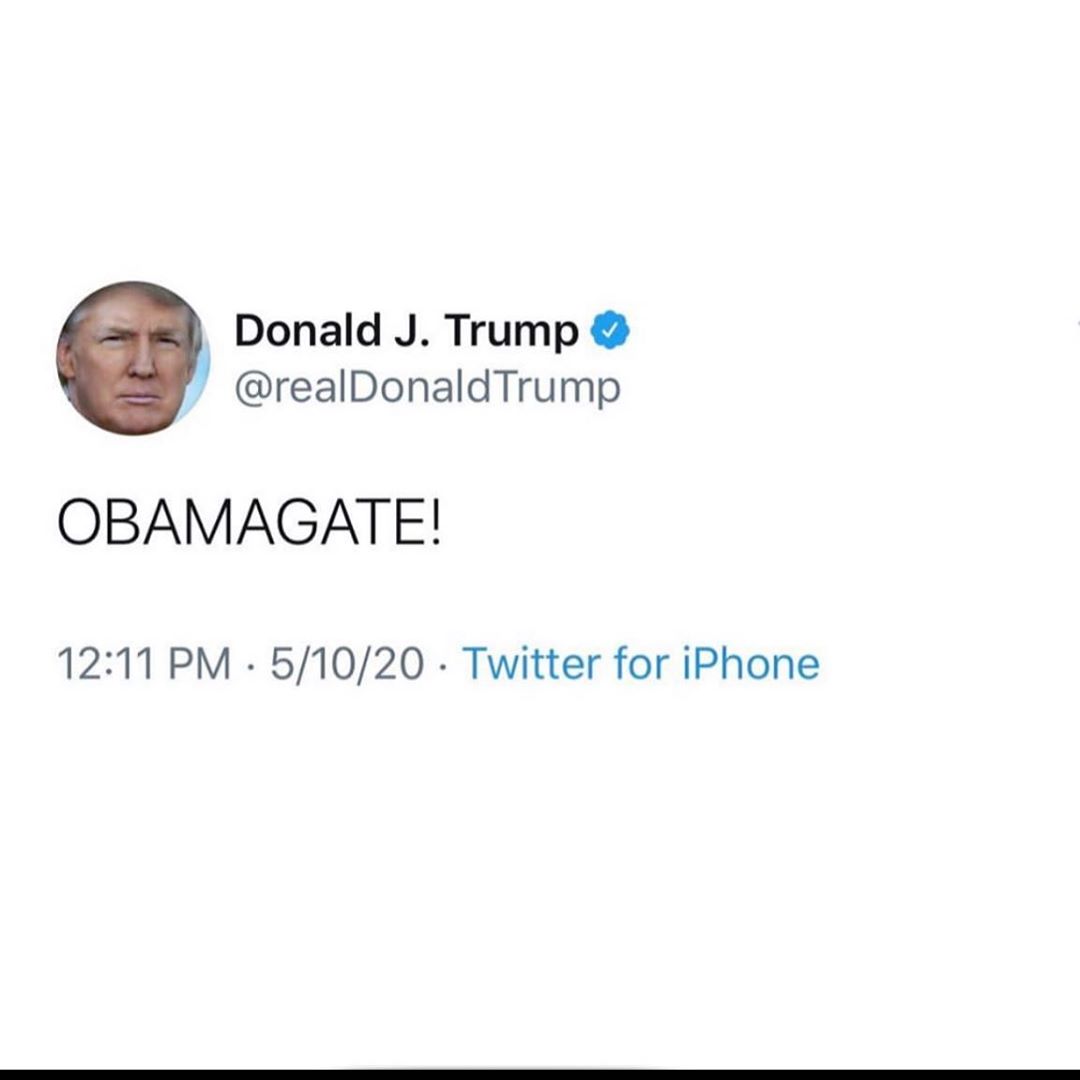 Donald J. Trump
@realDonaldTrump
OBAMAGATE!
12:11 PM · 5/10/20 · Twitter for iPhone